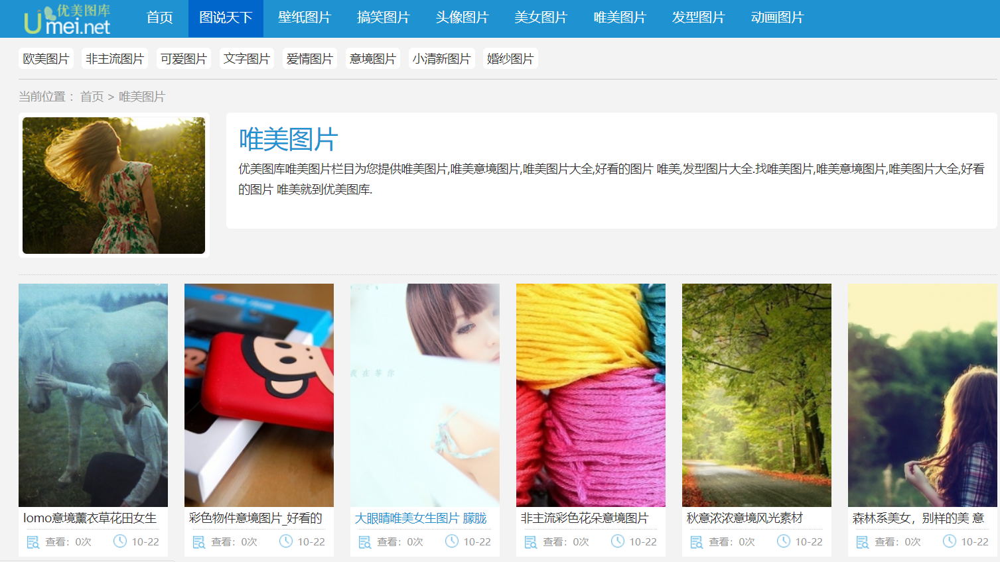 优美图库
Umei.net
首页 图说天下 壁纸图片 搞笑图片 头像图片 美女图片 唯美图片 发型图片 动画图片
欧美图片 非主流图片 可爱图片 文字图片 爱情图片 意境图片 小清新图片 婚纱图片
当前位置： 首页 > 唯美图片
唯美图片
优美图库唯美图片栏目为您提供唯美图片,唯美意境图片,唯美图片大全,好看的图片 唯美,发型图片大全.找唯美图片,唯美意境图片,唯美图片大全,好看
的图片 唯美就到优美图库.
我在等你
lomo意境薰衣草花田女生 彩色物件意境图片_好看的 大眼睛唯美女生图片 朦胧 非主流彩色花朵意境图片 秋意浓浓意境风光素材 森林系美女，别样的美 意
查看：0次 10-22 查看：0次 10-22 查看：0次 10-22 查看：0次 10-22 查看：0次 10-22 查看：0次 10-22